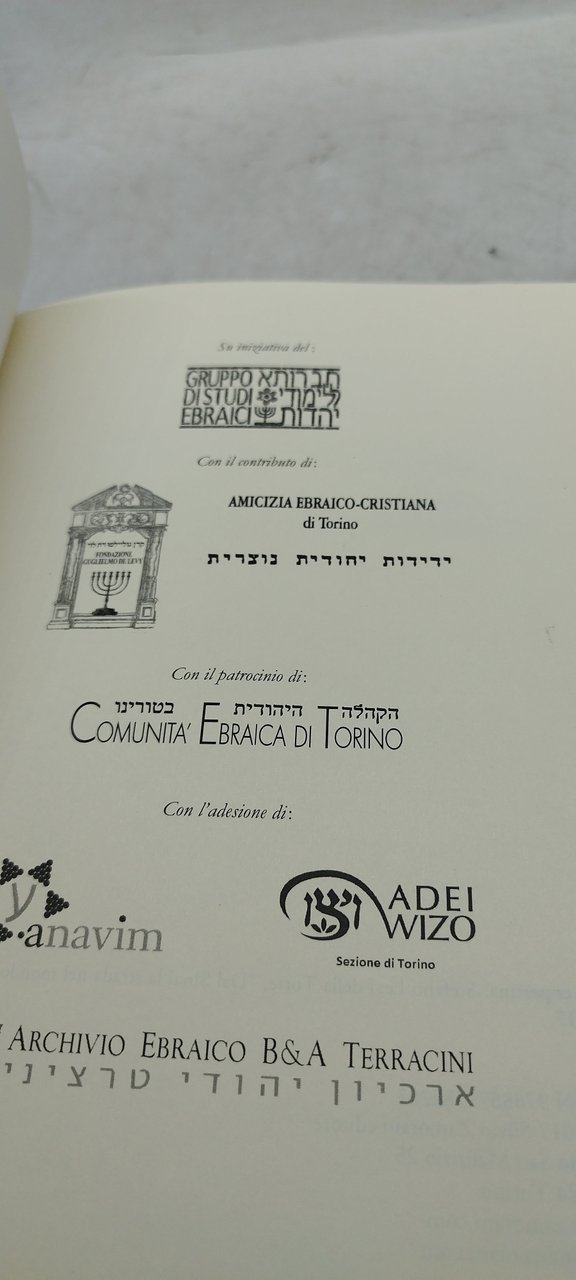 Su iniziativa del:
GRUPPO חברותא
DI STUDI ללימודי
EBRAICI יהדות
Con il contributo di:
AMICIZIA EBRAICO-CRISTIANA
di Torino
ידידות יהודית נוצרית
FONDAZIONE
GUGLIELMO DE LEVY
Con il patrocinio di:
הקהלה היהודית בטורינו
COMUNITA' EBRAICA DI TORINO
Con l'adesione di:
ע
anavim
ויצו
ADEI
WIZO
Sezione di Torino
ARCHIVIO EBRAICO B&A TERRACINI
ארכיון יהודי טרציני